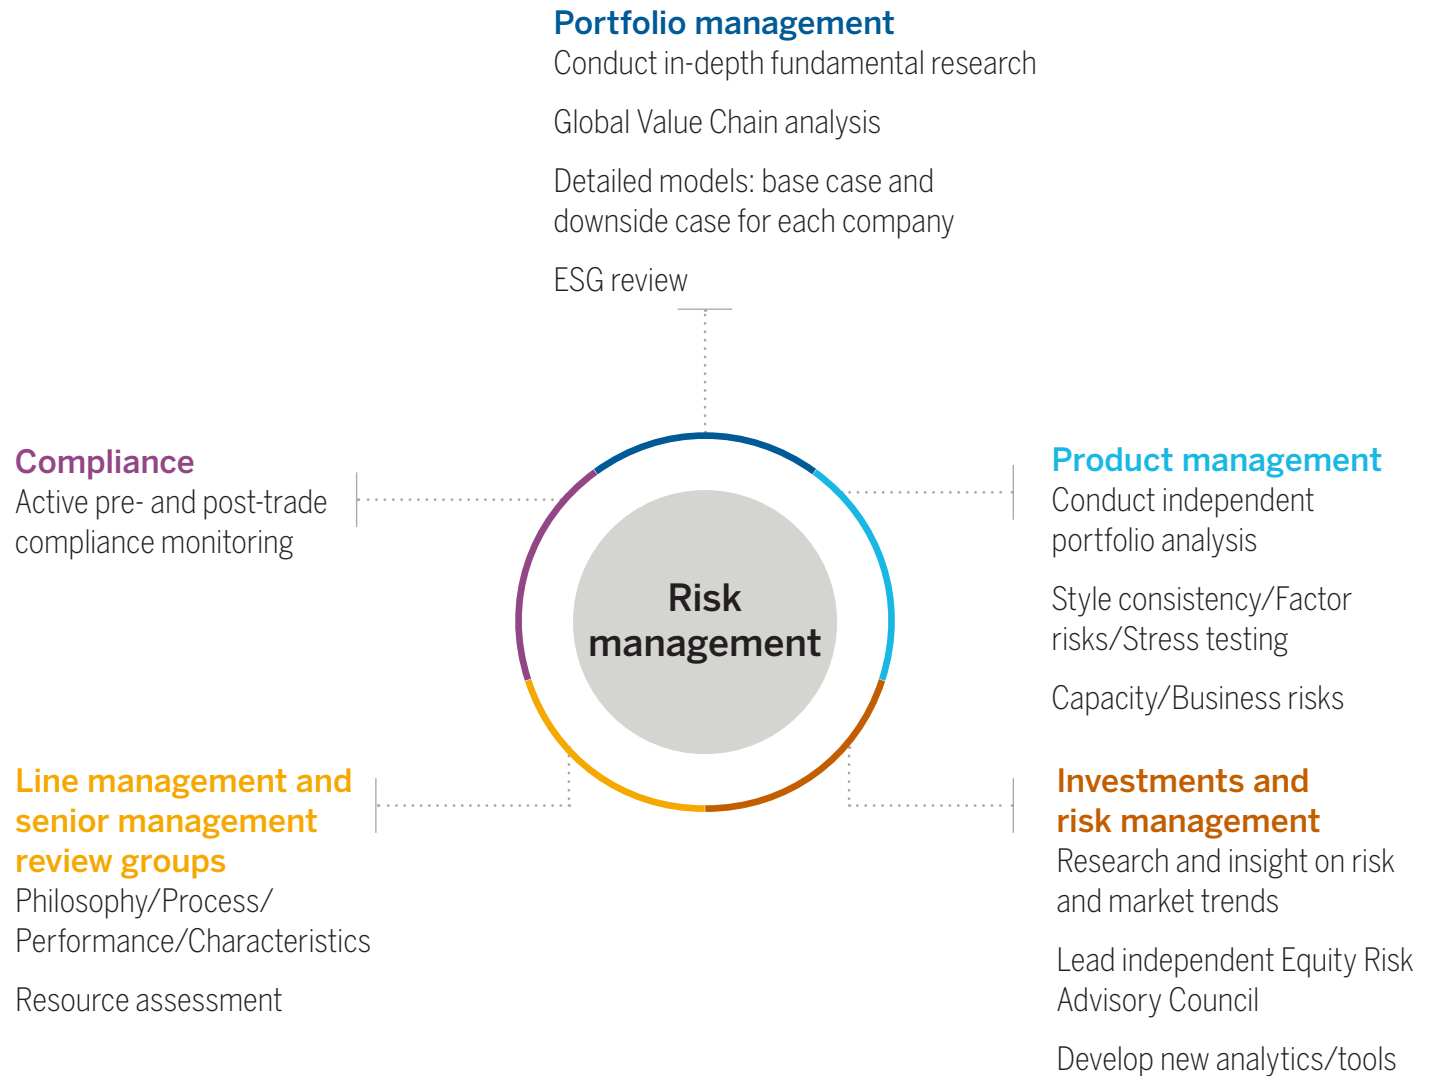 Portfolio management
Conduct in-depth fundamental research
Global Value Chain analysis
Detailed models: base case and
downside case for each company
ESG review
Compliance
Active pre- and post-trade
compliance monitoring
Product management
Conduct independent
portfolio analysis
Style consistency/Factor
risks/Stress testing
Capacity/Business risks
Risk
management
Line management and
senior management
review groups
Philosophy/Process/
Performance/Characteristics
Resource assessment
Investments and
risk management
Research and insight on risk
and market trends
Lead independent Equity Risk
Advisory Council
Develop new analytics/tools